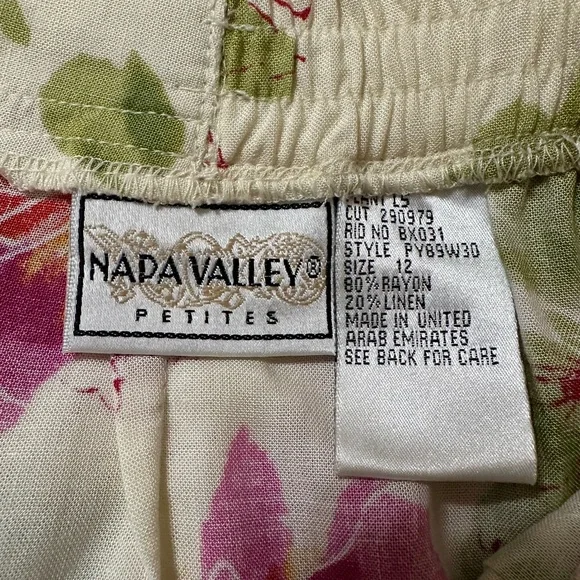 NAPA VALLEY®
PETITES
CUT 290979
RID NO BX031
STYLE PY89W3D
SIZE 12
80%RAYON
20%LINEN
MADE IN UNITED
ARAB EMIRATES
SEE BACK FOR CARE